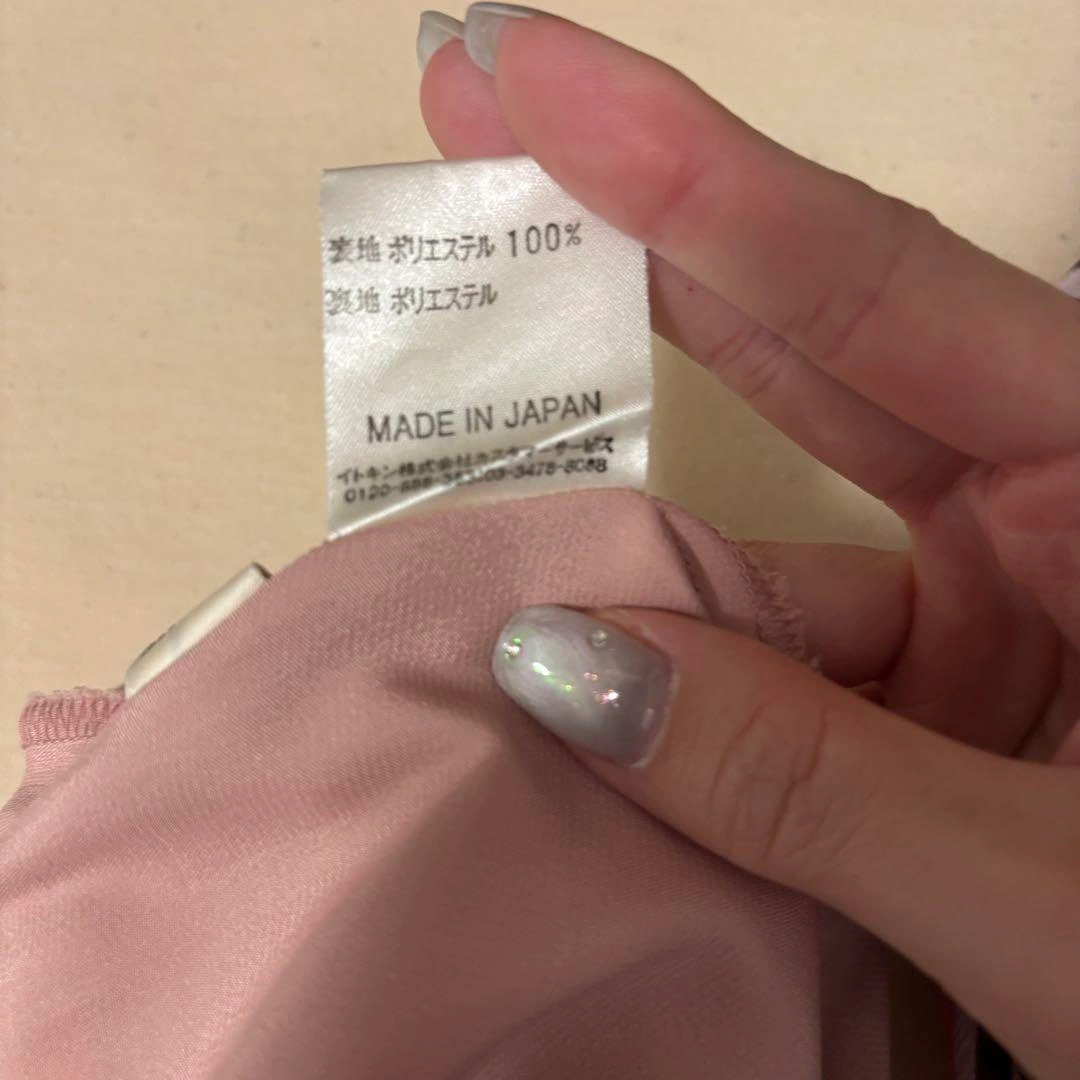 表地 ポリエステル 100%
裏地 ポリエステル
MADE IN JAPAN
イトキン株式会社カスタマーサービス
0120-888-363 03-3478-8088